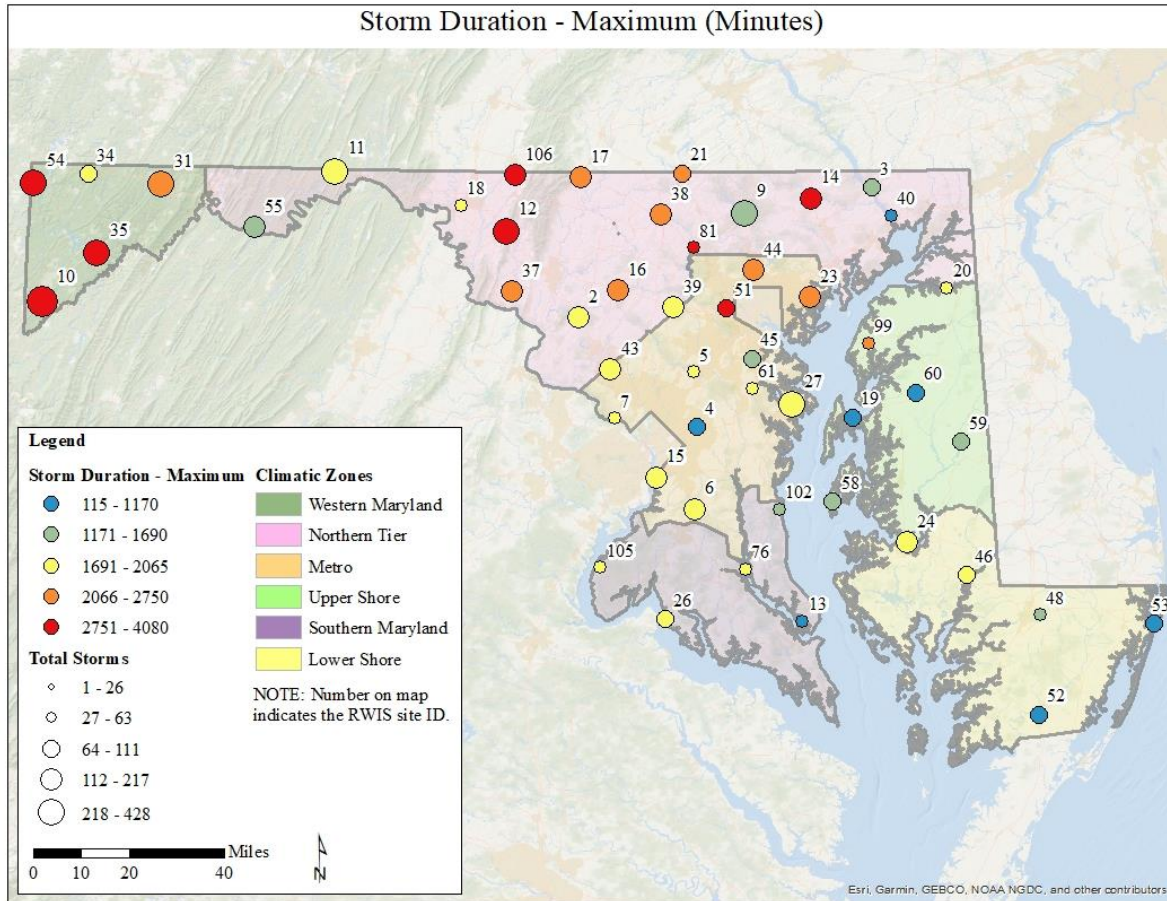 Storm Duration - Maximum (Minutes)
54
34
31
11
106
17
21
3
55
18
12
38
9
14
40
35
81
10
37
16
39
44
23
20
2
51
99
43
5
45
61
27
60
7
4
19
59
15
6
102
58
24
105
76
46
26
13
48
53
52
Legend
Storm Duration - Maximum
115 - 1170
1171 - 1690
1691 - 2065
2066 - 2750
2751 - 4080
Total Storms
1 - 26
27 - 63
64 - 111
112 - 217
218 - 428
Climatic Zones
Western Maryland
Northern Tier
Metro
Upper Shore
Southern Maryland
Lower Shore
NOTE: Number on map
indicates the RWIS site ID.
Miles
0 10 20 40
N
Esri, Garmin, GEBCO, NOAA NGDC, and other contributors